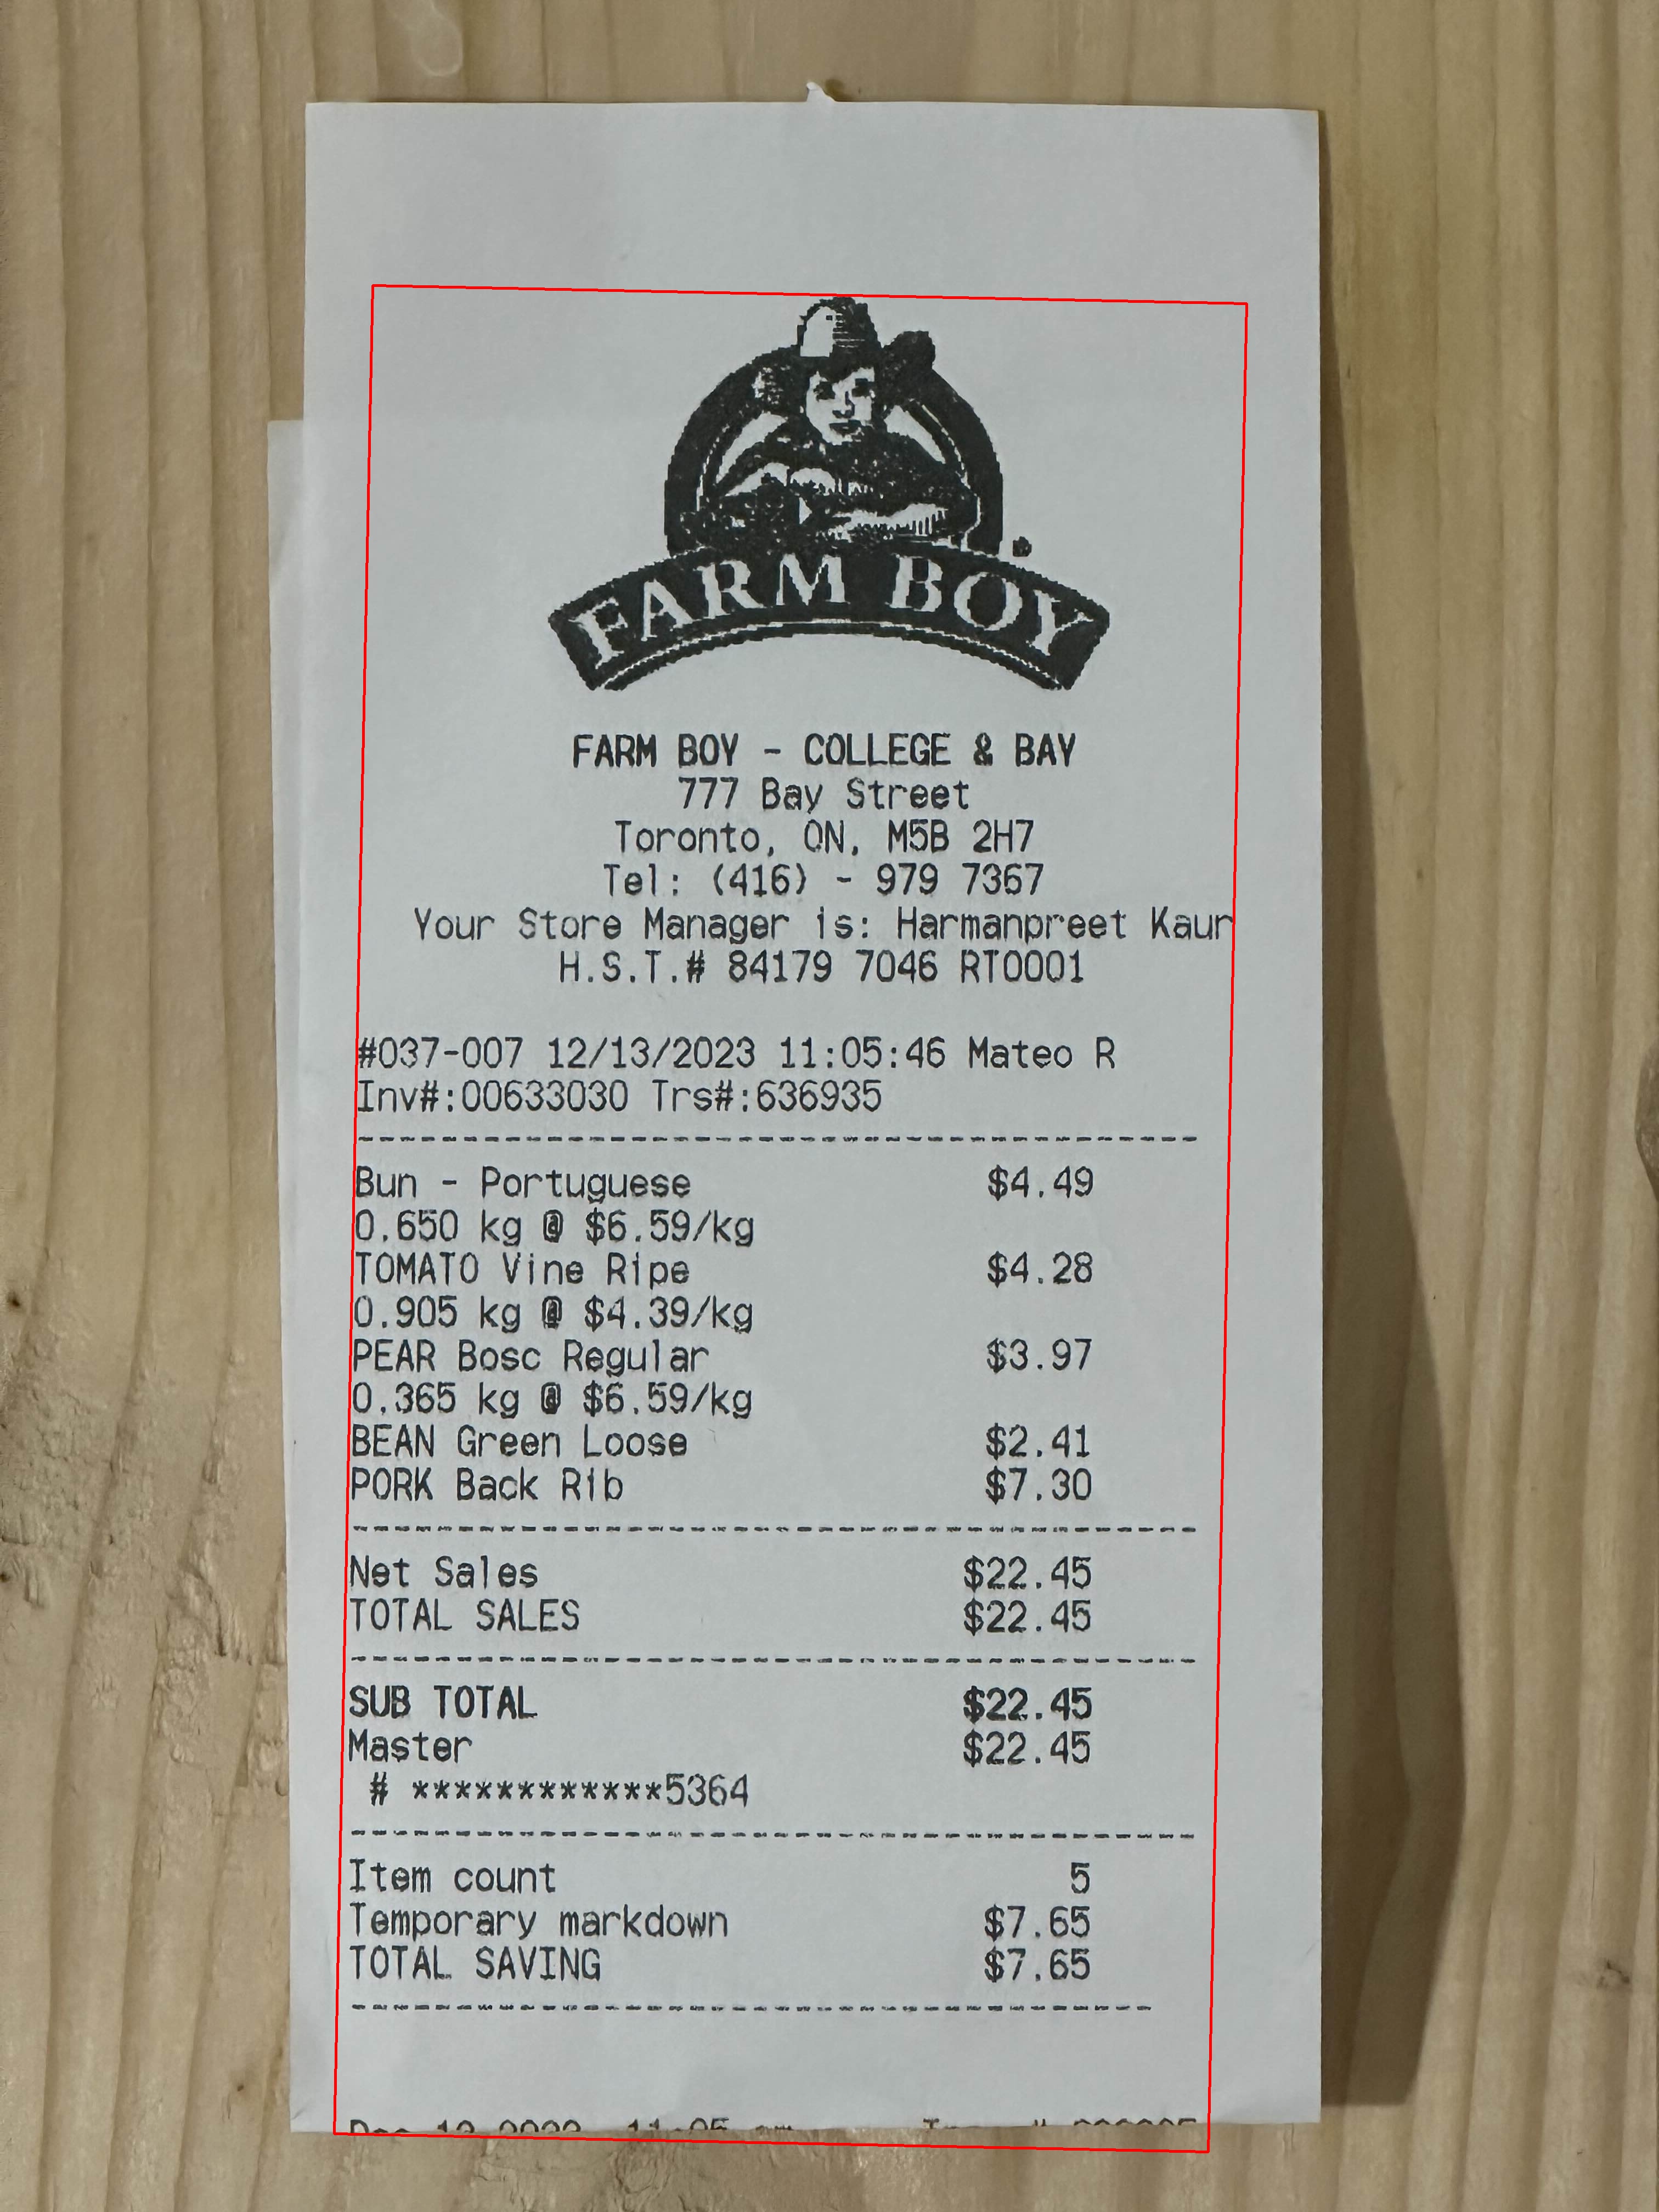 FARM BOY
FARM BOY - COLLEGE & BAY
777 Bay Street
Toronto, ON, M5B 2H7
Tel: (416) - 979 7367
Your Store Manager is: Harmanpreet Kaur
H.S.T.# 84179 7046 RT0001
#037-007 12/13/2023 11:05:46 Mateo R
Inv#:00633030 Trs#:636935
Bun - Portuguese $4.49
0.650 kg @ $6.59/kg
TOMATO Vine Ripe $4.28
0.905 kg @ $4.39/kg
PEAR Bosc Regular $3.97
0.365 kg @ $6.59/kg
BEAN Green Loose $2.41
PORK Back Rib $7.30
Net Sales $22.45
TOTAL SALES $22.45
SUB TOTAL $22.45
Master $22.45
# ************5364
Item count 5
Temporary markdown $7.65
TOTAL SAVING $7.65